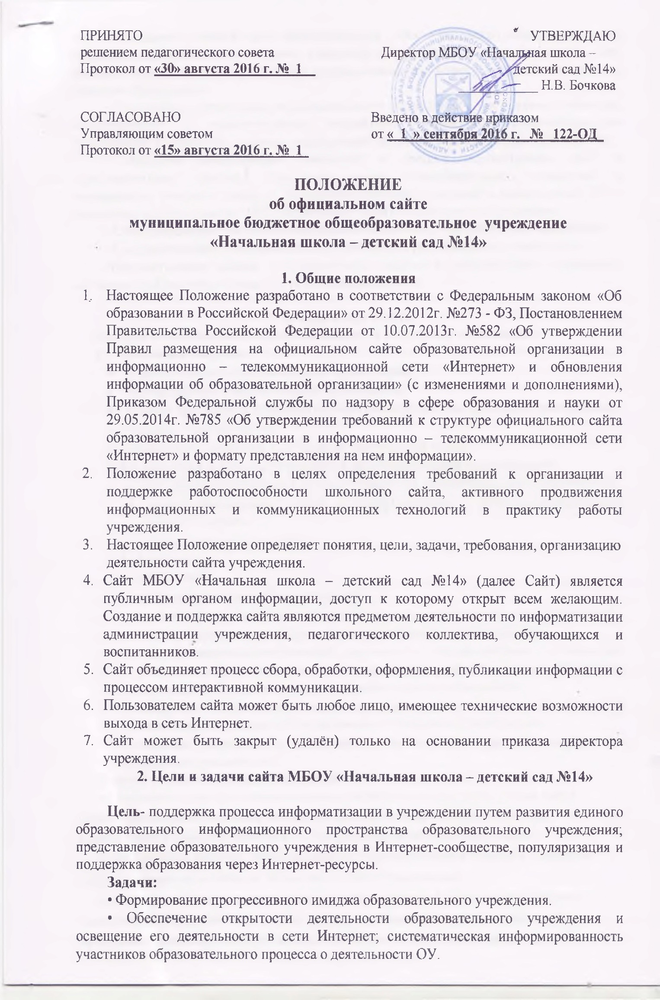 ПРИНЯТО
решением педагогического совета
Протокол от «30» августа 2016 г. № 1
УТВЕРЖДАЮ
Директор МБОУ «Начальная школа –
детский сад №14»
Н.В. Бочкова
СОГЛАСОВАНО
Управляющим советом
Протокол от «15» августа 2016 г. № 1
Введено в действие приказом
от « 1 » сентября 2016 г. № 122-ОД
ПОЛОЖЕНИЕ
об официальном сайте
муниципальное бюджетное общеобразовательное учреждение
«Начальная школа – детский сад №14»
1. Общие положения
1. Настоящее Положение разработано в соответствии с Федеральным законом «Об
образовании в Российской Федерации» от 29.12.2012г. №273 - ФЗ, Постановлением
Правительства Российской Федерации от 10.07.2013г. №582 «Об утверждении
Правил размещения на официальном сайте образовательной организации в
информационно – телекоммуникационной сети «Интернет» и обновления
информации об образовательной организации» (с изменениями и дополнениями),
Приказом Федеральной службы по надзору в сфере образования и науки от
29.05.2014г. №785 «Об утверждении требований к структуре официального сайта
образовательной организации в информационно – телекоммуникационной сети
«Интернет» и формату представления на нем информации».
2. Положение разработано в целях определения требований к организации и
поддержке работоспособности школьного сайта, активного продвижения
информационных и коммуникационных технологий в практику работы
учреждения.
3. Настоящее Положение определяет понятия, цели, задачи, требования, организацию
деятельности сайта учреждения.
4. Сайт МБОУ «Начальная школа – детский сад №14» (далее Сайт) является
публичным органом информации, доступ к которому открыт всем желающим.
Создание и поддержка сайта являются предметом деятельности по информатизации
администрации учреждения, педагогического коллектива, обучающихся и
воспитанников.
5. Сайт объединяет процесс сбора, обработки, оформления, публикации информации с
процессом интерактивной коммуникации.
6. Пользователем сайта может быть любое лицо, имеющее технические возможности
выхода в сеть Интернет.
7. Сайт может быть закрыт (удалён) только на основании приказа директора
учреждения.
2. Цели и задачи сайта МБОУ «Начальная школа – детский сад №14»
Цель- поддержка процесса информатизации в учреждении путем развития единого
образовательного информационного пространства образовательного учреждения;
представление образовательного учреждения в Интернет-сообществе, популяризация и
поддержка образования через Интернет-ресурсы.
Задачи:
• Формирование прогрессивного имиджа образовательного учреждения.
• Обеспечение открытости деятельности образовательного учреждения и
освещение его деятельности в сети Интернет; систематическая информированность
участников образовательного процесса о деятельности ОУ.